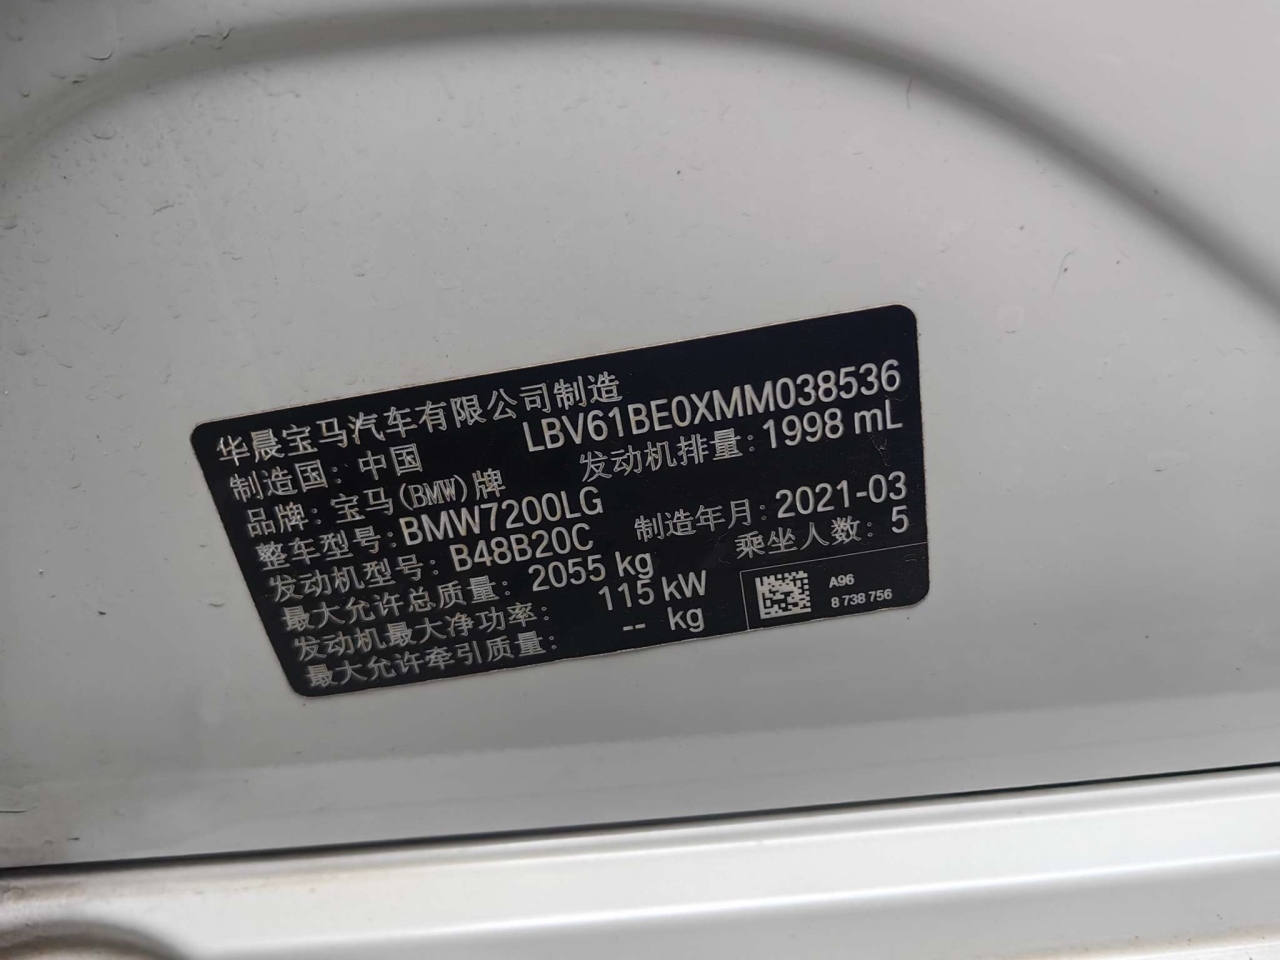 华晨宝马汽车有限公司制造
制造国：中国 LBV61BE0XMM038536
品牌：宝马(BMW)牌 发动机排量：1998 mL
整车型号：BMW7200LG
发动机型号：B48B20C 制造年月：2021-03
最大允许总质量：2055 kg 乘坐人数：5
发动机最大净功率：115 kW
最大允许牵引质量：-- kg
A96
8 738 756